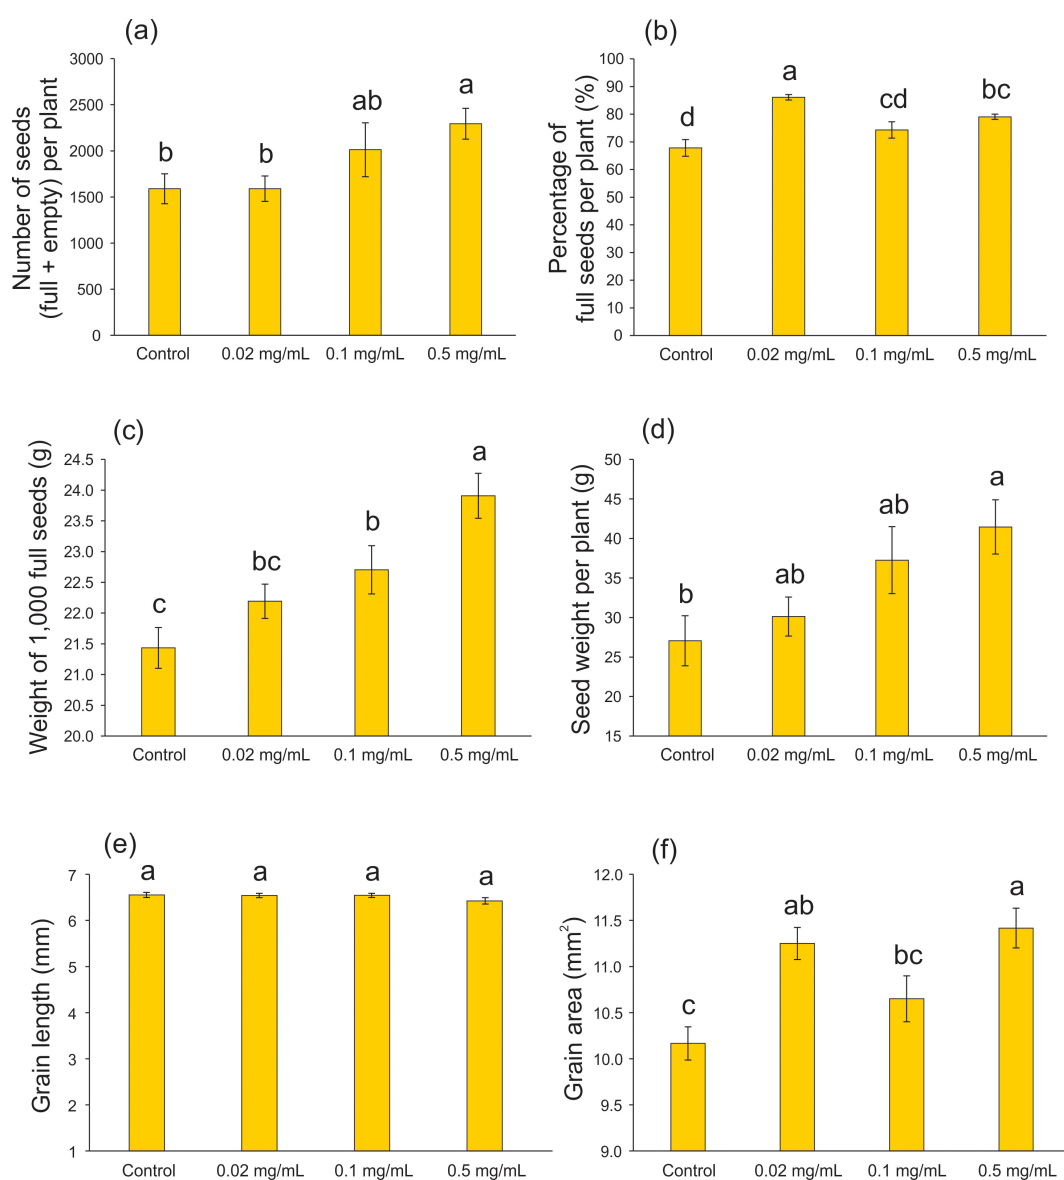 (a)
Number of seeds
(full + empty) per plant
3000
2500
2000
1500
1000
500
0
b
b
ab
a
Control
0.02 mg/mL
0.1 mg/mL
0.5 mg/mL
(b)
Percentage of
full seeds per plant (%)
100
90
80
70
60
50
40
30
20
10
0
d
a
cd
bc
Control
0.02 mg/mL
0.1 mg/mL
0.5 mg/mL
(c)
Weight of 1,000 full seeds (g)
24.5
24.0
23.5
23.0
22.5
22.0
21.5
21.0
20.5
20.0
c
bc
b
a
Control
0.02 mg/mL
0.1 mg/mL
0.5 mg/mL
(d)
Seed weight per plant (g)
50
45
40
35
30
25
20
15
b
ab
ab
a
Control
0.02 mg/mL
0.1 mg/mL
0.5 mg/mL
(e)
Grain length (mm)
7
6
5
4
3
2
1
a
a
a
a
Control
0.02 mg/mL
0.1 mg/mL
0.5 mg/mL
(f)
Grain area (mm²)
12.0
11.5
11.0
10.5
10.0
9.5
9.0
c
ab
bc
a
Control
0.02 mg/mL
0.1 mg/mL
0.5 mg/mL